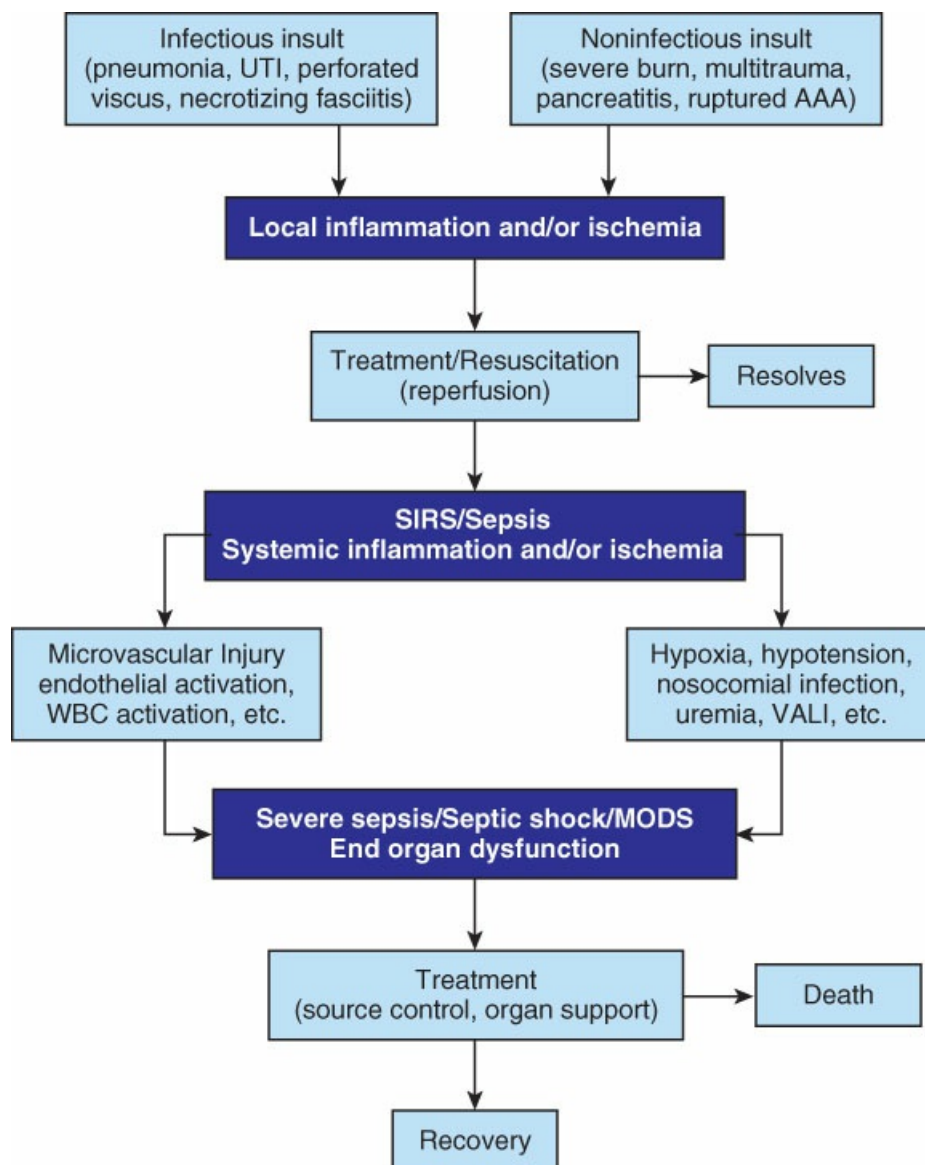 Infectious insult
(pneumonia, UTI, perforated
viscus, necrotizing fasciitis)
Noninfectious insult
(severe burn, multitrauma,
pancreatitis, ruptured AAA)
Local inflammation and/or ischemia
Treatment/Resuscitation
(reperfusion)
Resolves
SIRS/Sepsis
Systemic inflammation and/or ischemia
Microvascular Injury
endothelial activation,
WBC activation, etc.
Hypoxia, hypotension,
nosocomial infection,
uremia, VALI, etc.
Severe sepsis/Septic shock/MODS
End organ dysfunction
Treatment
(source control, organ support)
Death
Recovery